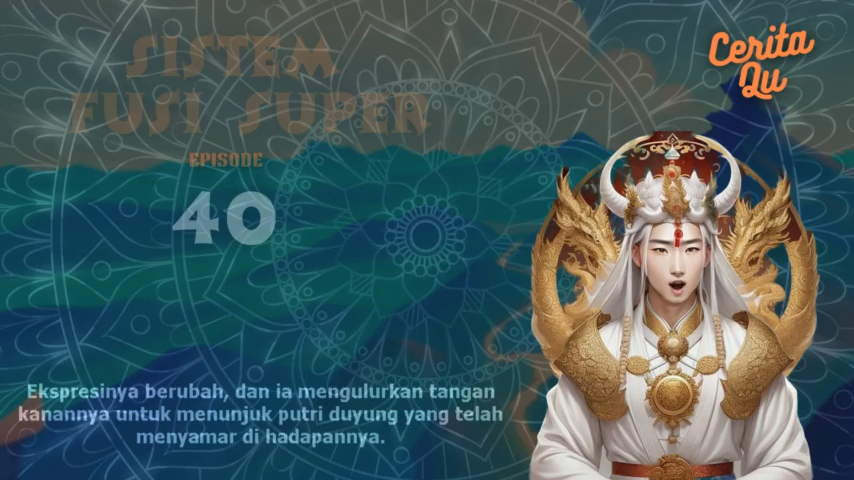 SISTEM
FUSI SUPER
EPISODE
40
Cerita
Qu
Ekspresinya berubah, dan ia mengulurkan tangan
kanannya untuk menunjuk putri duyung yang telah
menyamar di hadapannya.